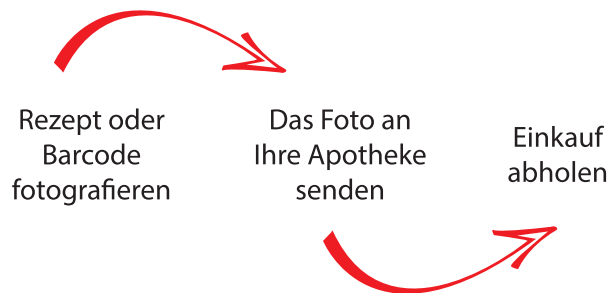 Rezept oder
Barcode
fotografieren
Das Foto an
Ihre Apotheke
senden
Einkauf
abholen